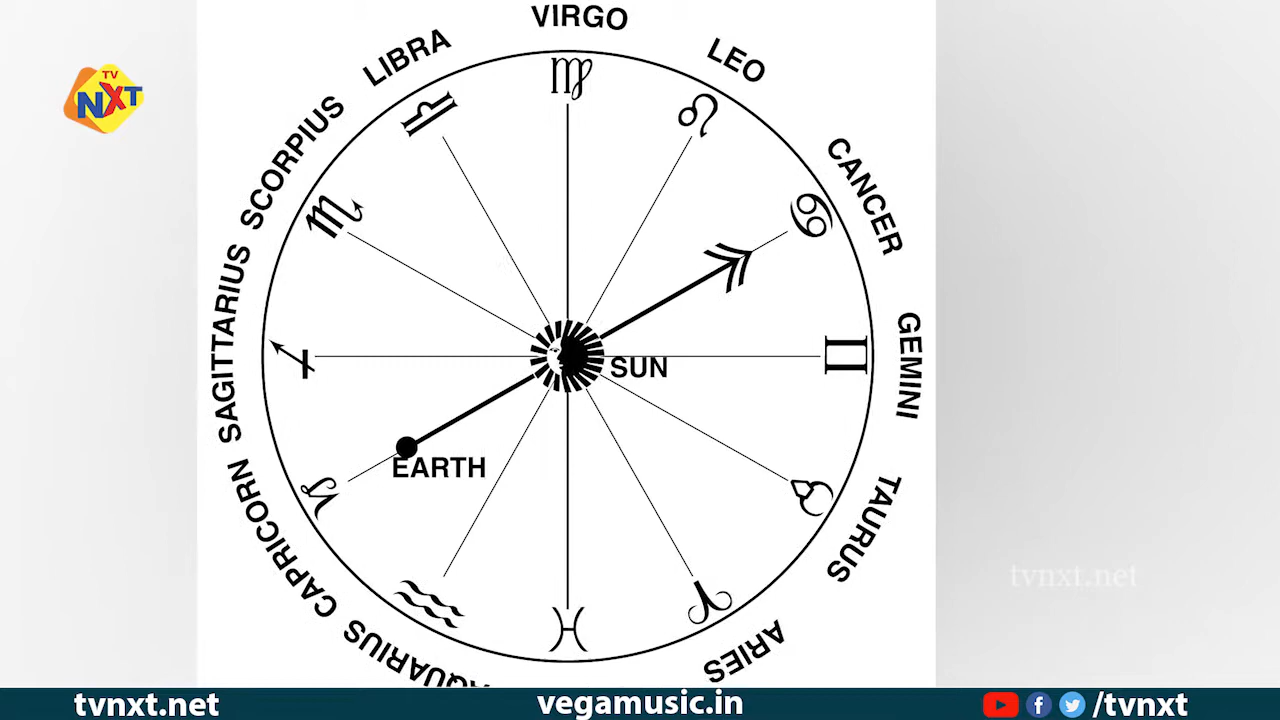 TV
NXT
VIRGO
LIBRA
LEO
SCORPIUS
CANCER
SAGITTARIUS
GEMINI
SUN
EARTH
CAPRICORN
TAURUS
AQUARIUS
ARIES
tvnxt.net
tvnxt.net
vegamusic.in
/tvnxt